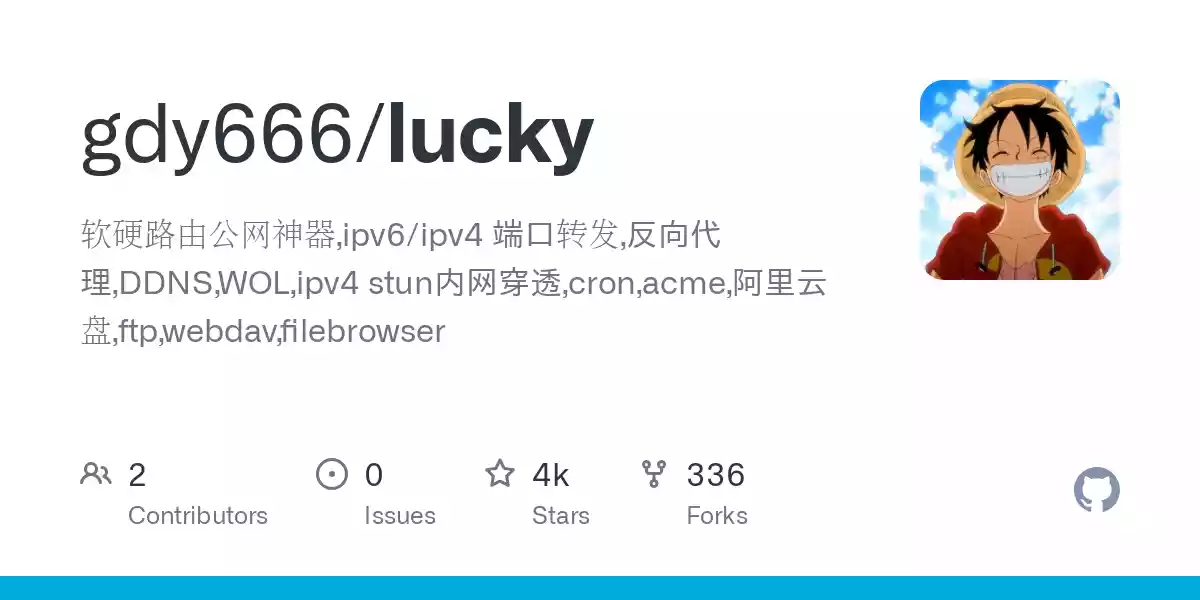 gdy666/lucky
软硬路由公网神器,ipv6/ipv4 端口转发,反向代
理,DDNS,WOL,ipv4 stun内网穿透,cron,acme,阿里云
盘,ftp,webdav,filebrowser
2 0 4k 336
Contributors Issues Stars Forks